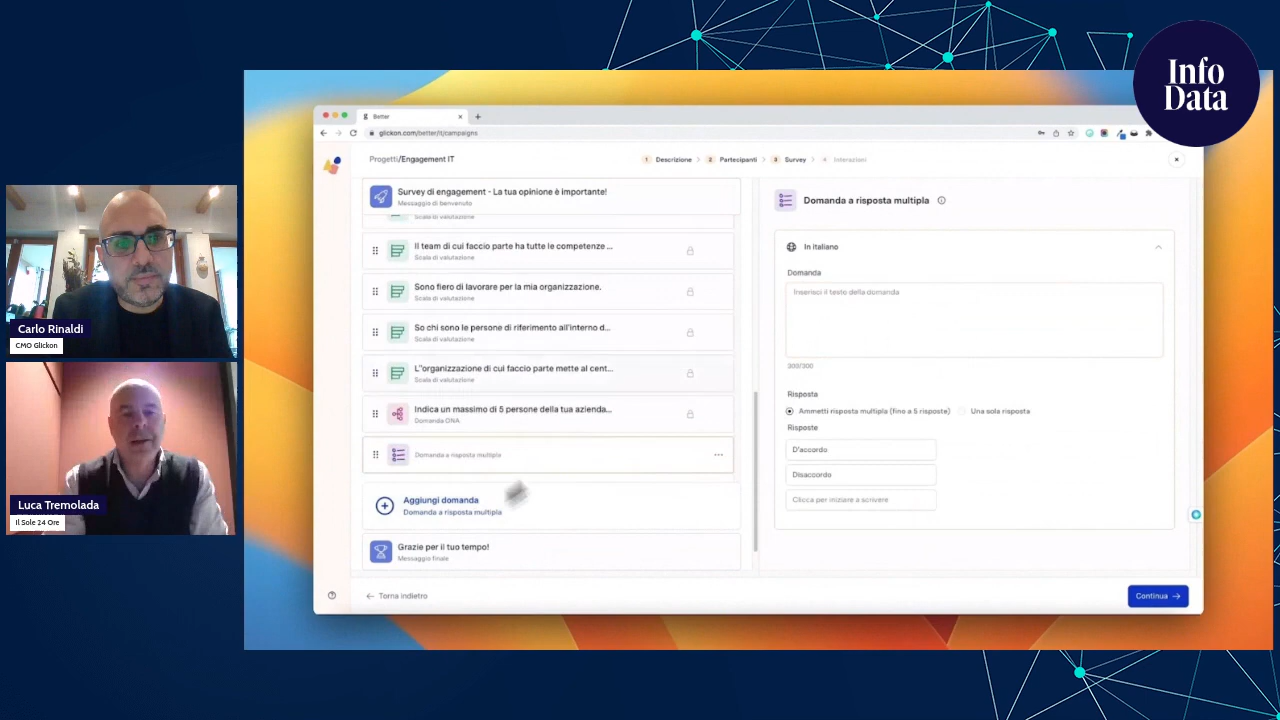 Info
Data
Better
glickon.com/better/it/campaigns
Progetti/Engagement IT
1 Descrizione
2 Partecipanti
3 Survey
4 Interazioni
Survey di engagement - La tua opinione è importante!
Messaggio di benvenuto
Scala di valutazione
Il team di cui faccio parte ha tutte le competenze ...
Scala di valutazione
Sono fiero di lavorare per la mia organizzazione.
Scala di valutazione
So chi sono le persone di riferimento all'interno d...
Scala di valutazione
L''organizzazione di cui faccio parte mette al cent...
Scala di valutazione
Indica un massimo di 5 persone della tua azienda...
Domanda ONA
Domanda a risposta multipla
Aggiungi domanda
Domanda a risposta multipla
Grazie per il tuo tempo!
Messaggio finale
Torna indietro
Domanda a risposta multipla
In italiano
Domanda
Inserisci il testo della domanda
300/300
Risposta
Ammetti risposta multipla (fino a 5 risposte)
Una sola risposta
Risposte
D'accordo
Disaccordo
Clicca per iniziare a scrivere
Continua
Carlo Rinaldi
CMO Glickon
Luca Tremolada
Il Sole 24 Ore